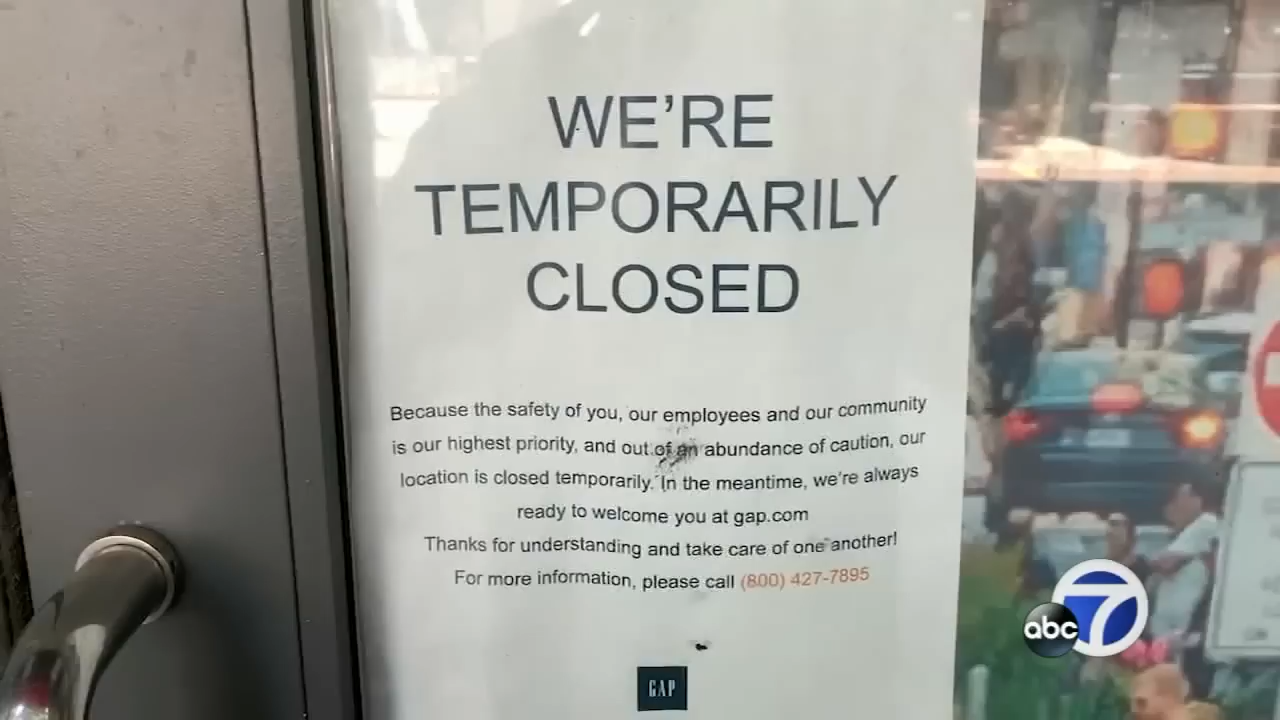 WE'RE
TEMPORARILY
CLOSED
Because the safety of you, our employees and our community
is our highest priority, and out of an abundance of caution, our
location is closed temporarily. In the meantime, we're always
ready to welcome you at gap.com
Thanks for understanding and take care of one another!
For more information, please call (800) 427-7895
GAP
abc 7